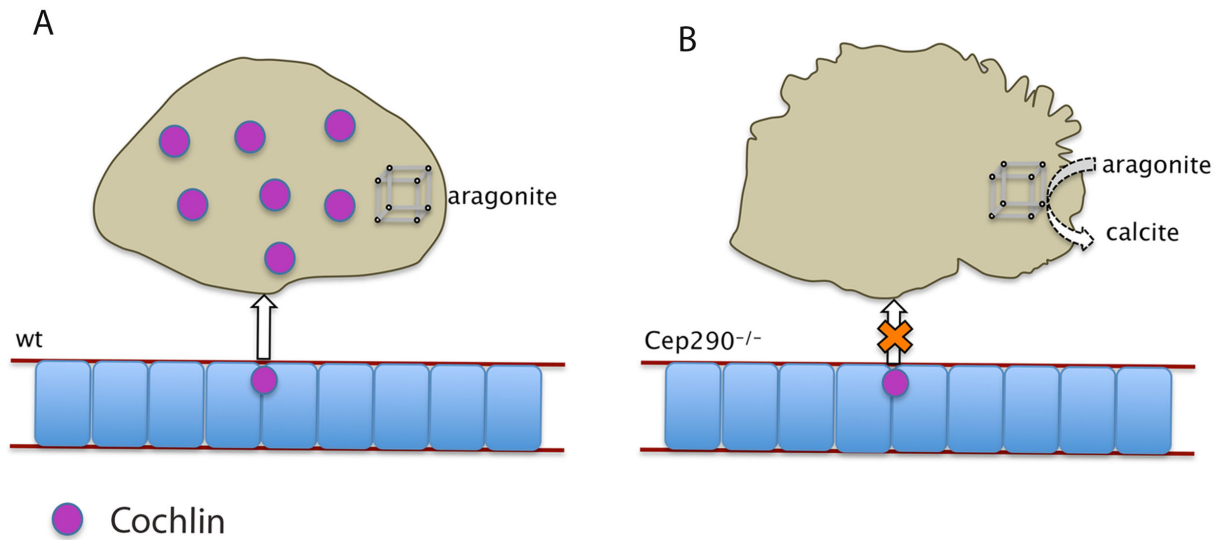 A
B
aragonite
aragonite
calcite
wt
Cep290⁻/⁻
Cochlin